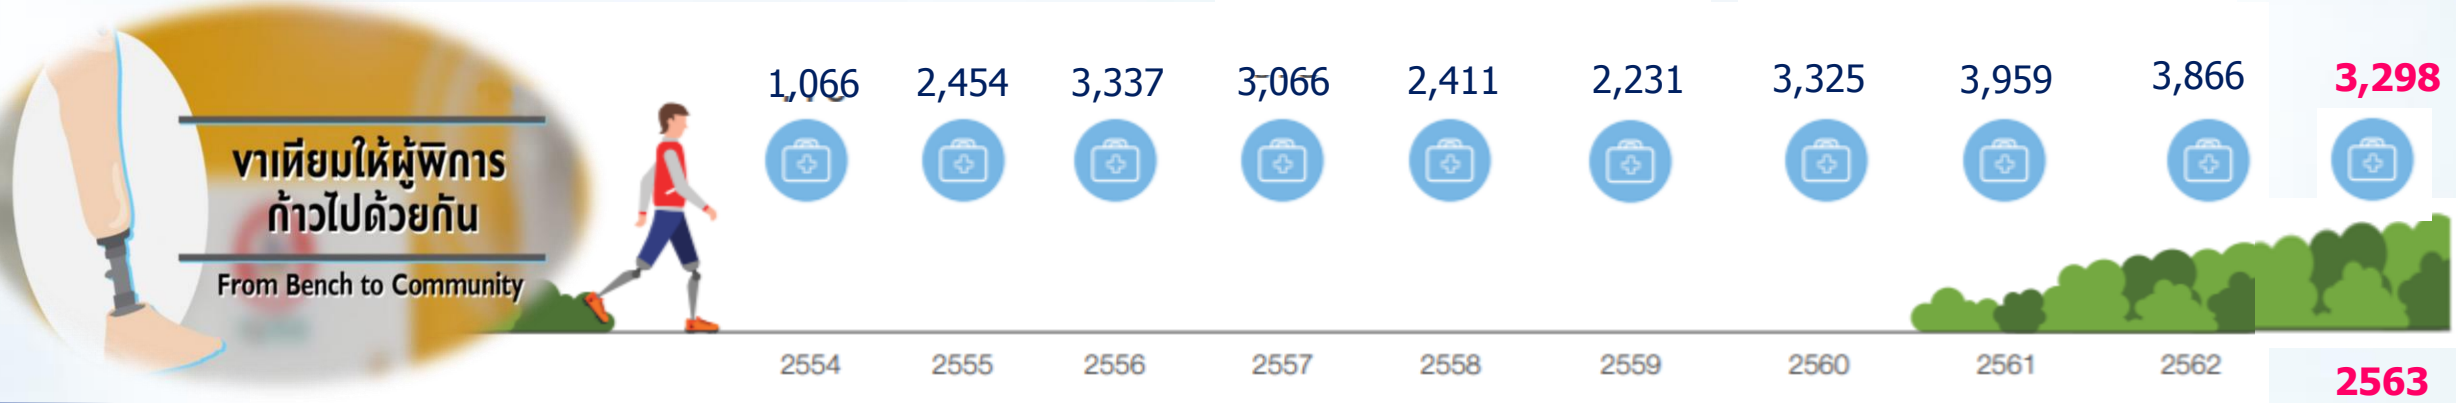 ขาเทียมให้ผู้พิการ
ก้าวไปด้วยกัน
From Bench to Community
1,066 2,454 3,337 3,066 2,411 2,231 3,325 3,959 3,866 3,298
2554 2555 2556 2557 2558 2559 2560 2561 2562 2563